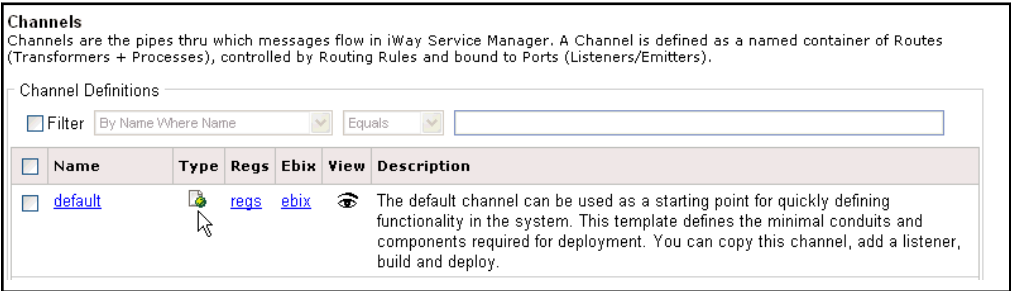 Channels
Channels are the pipes thru which messages flow in iWay Service Manager. A Channel is defined as a named container of Routes
(Transformers + Processes), controlled by Routing Rules and bound to Ports (Listeners/Emitters).
Channel Definitions
Filter By Name Where Name Equals
Name Type Regs Ebix View Description
default regs ebix The default channel can be used as a starting point for quickly defining
functionality in the system. This template defines the minimal conduits and
components required for deployment. You can copy this channel, add a listener,
build and deploy.